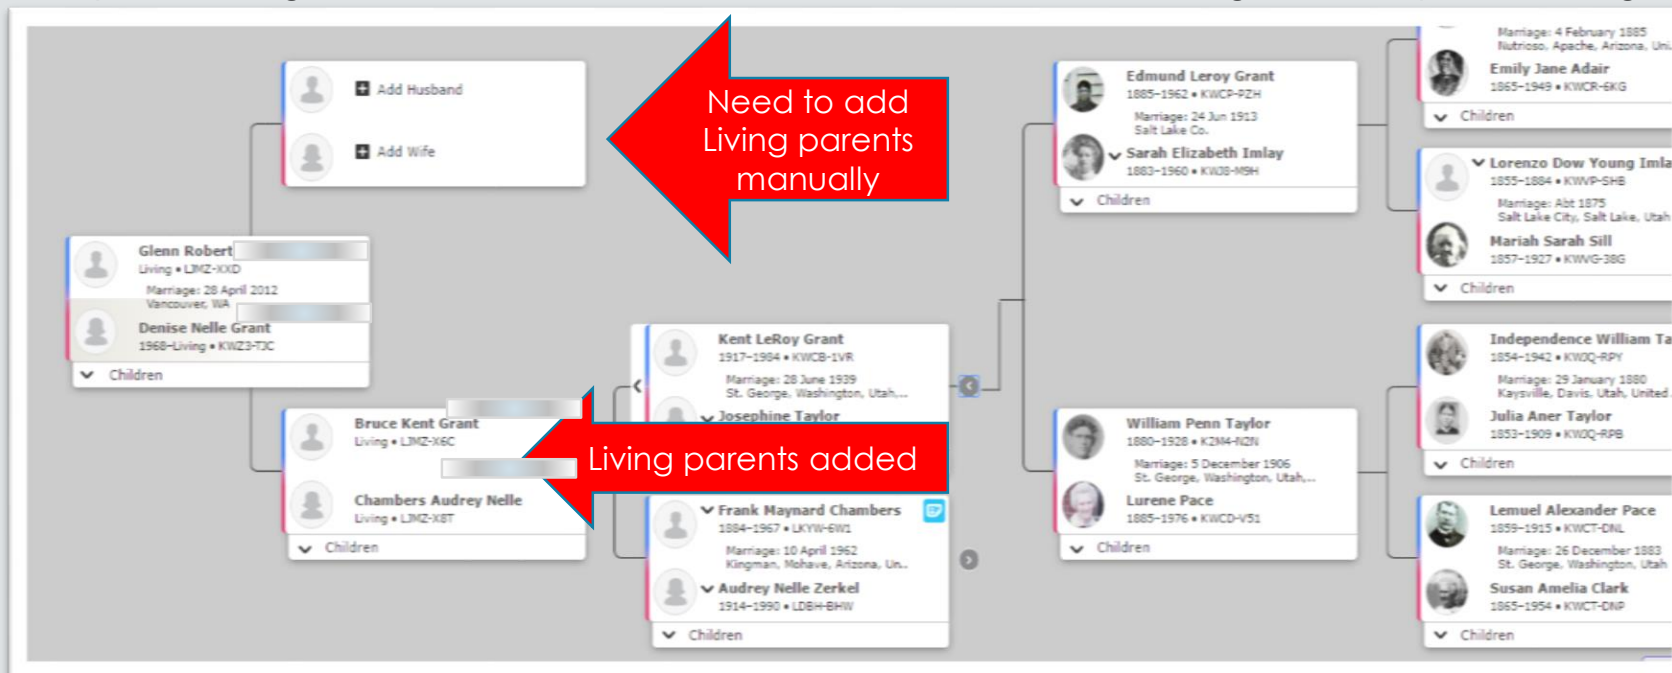 Add Husband
Add Wife
Need to add
Living parents
manually
Glenn Robert
Living • LJMZ-XXD
Marriage: 28 April 2012
Vancouver, WA
Denise Nelle Grant
1968–Living • KWZ3-TJC
Children
Bruce Kent Grant
Living • LJMZ-X6C
Chambers Audrey Nelle
Living • LJMZ-X8T
Children
Living parents added
Kent LeRoy Grant
1917–1984 • KWCB-1VR
Marriage: 28 June 1939
St. George, Washington, Utah,...
Josephine Taylor
Frank Maynard Chambers
1884–1967 • LKYW-6W1
Marriage: 10 April 1962
Kingman, Mohave, Arizona, Un..
Audrey Nelle Zerkel
1914–1990 • LDBH-BHW
Children
Edmund Leroy Grant
1885–1962 • KWCP-PZH
Marriage: 24 Jun 1913
Salt Lake Co.
Sarah Elizabeth Imlay
1883–1960 • KWJ8-M9H
Children
William Penn Taylor
1880–1928 • K2M4-N2N
Marriage: 5 December 1906
St. George, Washington, Utah,...
Lurene Pace
1885–1976 • KWCD-V51
Children
Marriage: 4 February 1885
Nutrioso, Apache, Arizona, Uni.
Emily Jane Adair
1865–1949 • KWCR-6KG
Children
Lorenzo Dow Young Imla
1855–1884 • KWVP-SHB
Marriage: Abt 1875
Salt Lake City, Salt Lake, Utah
Mariah Sarah Sill
1857–1927 • KWVG-38G
Children
Independence William Ta
1854–1942 • KWJQ-RPY
Marriage: 29 January 1880
Kaysville, Davis, Utah, United
Julia Aner Taylor
1853–1909 • KWJQ-RPB
Children
Lemuel Alexander Pace
1859–1915 • KWCT-DNL
Marriage: 26 December 1883
St. George, Washington, Utah
Susan Amelia Clark
1865–1954 • KWCT-DNP
Children